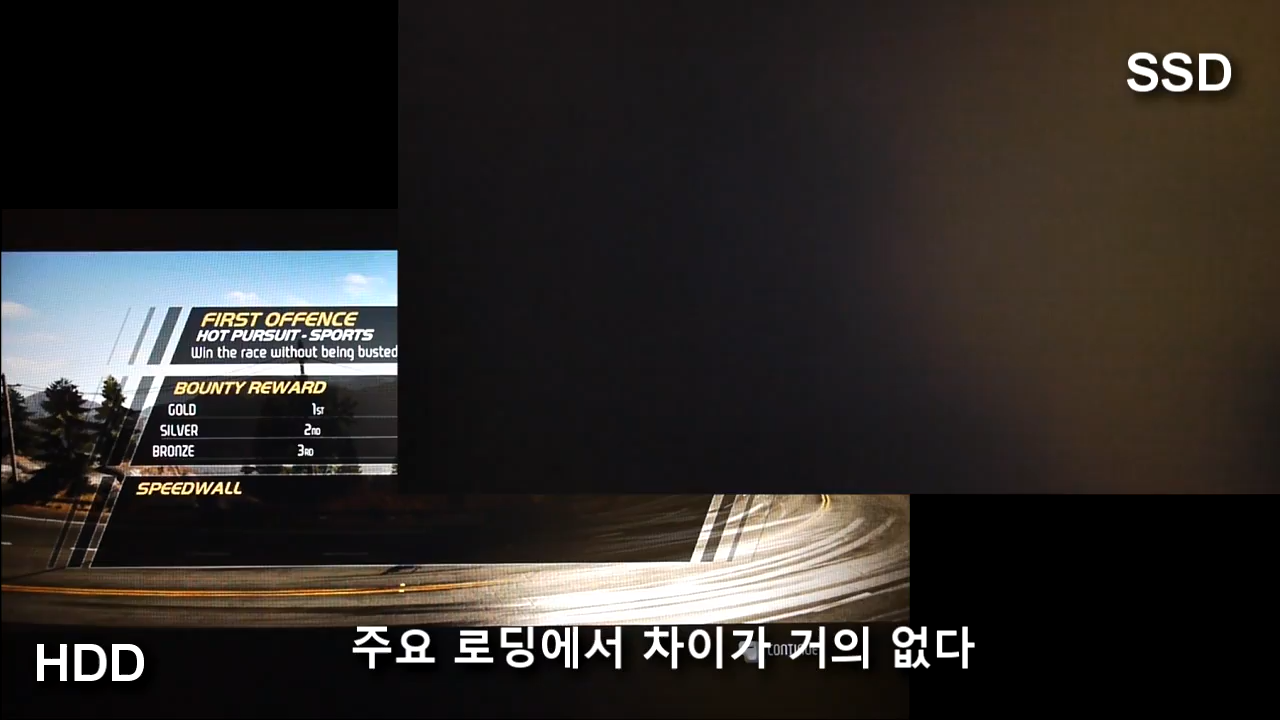 SSD
FIRST OFFENCE
HOT PURSUIT - SPORTS
Win the race without being busted
BOUNTY REWARD
GOLD 1ST
SILVER 2ND
BRONZE 3RD
SPEEDWALL
CONTINUE
주요 로딩에서 차이가 거의 없다
HDD